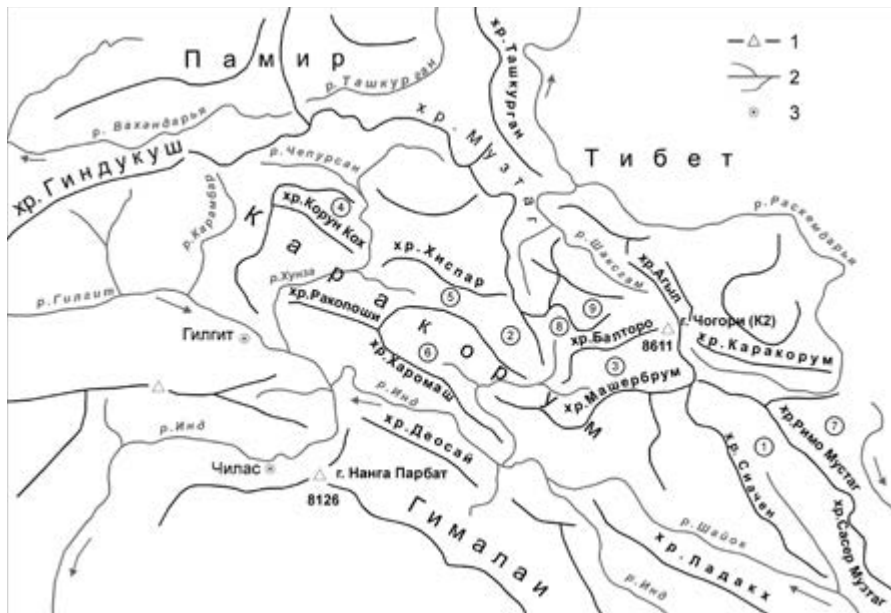 Памир
р. Ташкурган
хр. Ташкурган
1
2
3
р. Вахандарья
хр. Музтаг
Тибет
хр. Гиндукуш
р. Чепурсан
р. Карамбар
хр. Корун Кох
4
р. Раскемдарья
р. Шаксгам
хр. Агыл
хр. Хиспар
Каракорум
р. Хунза
р. Гилгит
хр. Ракопоши
5
9
г. Чогори (K2)
8611
Гилгит
2
8
хр. Балторо
хр. Каракорум
6
3
хр. Харомаш
хр. Машербрум
р. Инд
хр. Деосай
1
7
хр. Римо Мустаг
хр. Сиачен
р. Инд
Чилас
г. Нанга Парбат
8126
Гималаи
р. Шайок
хр. Ладакх
хр. Сасер Музтаг
р. Инд